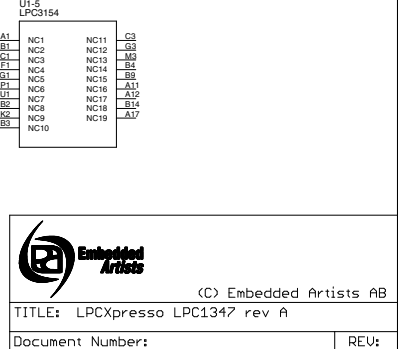 U1-5
LPC3154
A1 NC1 NC11 C3
B1 NC2 NC12 G3
C1 NC3 NC13 M3
F1 NC4 NC14 B4
G1 NC5 NC15 B9
P1 NC6 NC16 A11
U1 NC7 NC17 A12
B2 NC8 NC18 B14
K2 NC9 NC19 A17
B3 NC10
Embedded
Artists
(C) Embedded Artists AB
TITLE: LPCXpresso LPC1347 rev A
Document Number: REV: